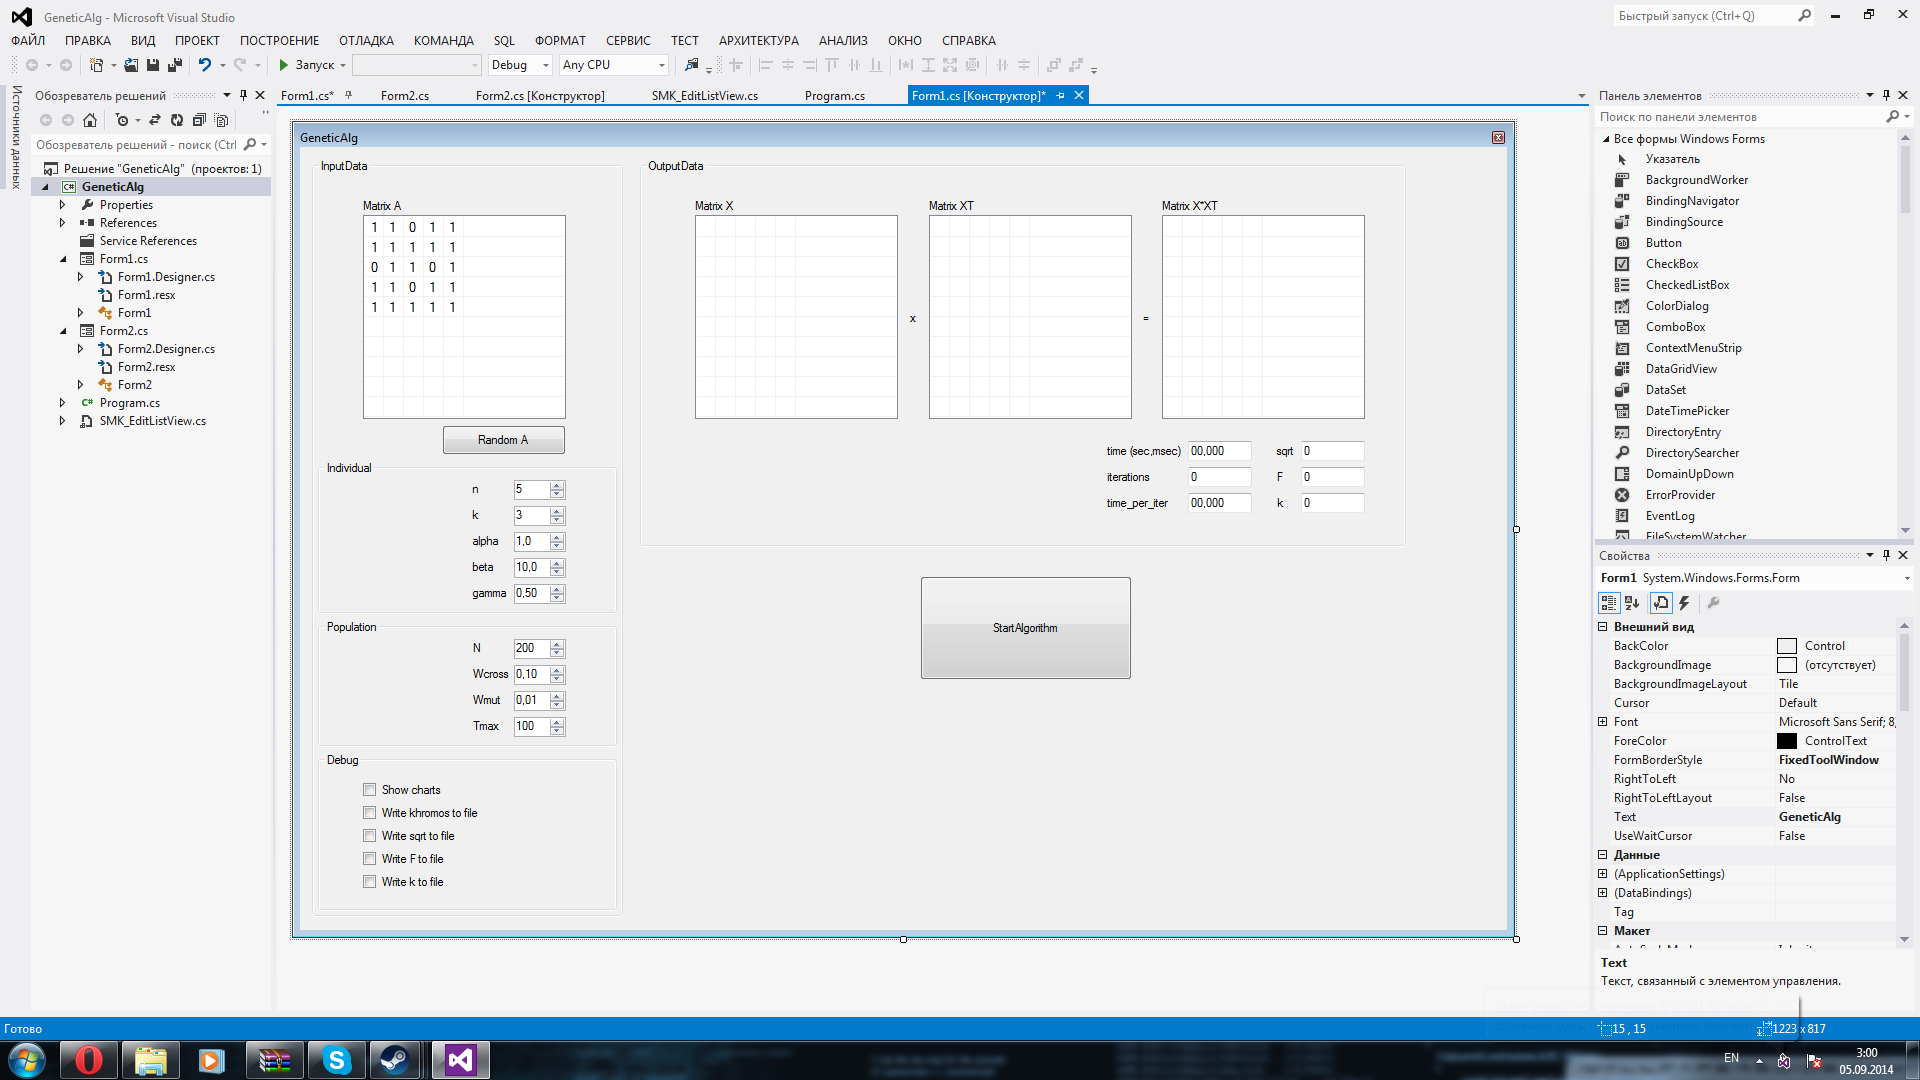 GeneticAlg - Microsoft Visual Studio
Быстрый запуск (Ctrl+Q)
ФАЙЛ ПРАВКА ВИД ПРОЕКТ ПОСТРОЕНИЕ ОТЛАДКА КОМАНДА SQL ФОРМАТ СЕРВИС ТЕСТ АРХИТЕКТУРА АНАЛИЗ ОКНО СПРАВКА
Запуск Debug Any CPU
Источники данных
Обозреватель решений
Обозреватель решений - поиск (Ctrl
Решение "GeneticAlg" (проектов: 1)
GeneticAlg
Properties
References
Service References
Form1.cs
Form1.Designer.cs
Form1.resx
Form1
Form2.cs
Form2.Designer.cs
Form2.resx
Form2
Program.cs
SMK_EditListView.cs
Form1.cs* Form2.cs Form2.cs [Конструктор] SMK_EditListView.cs Program.cs Form1.cs [Конструктор]*
GeneticAlg
InputData
Matrix A
1 1 0 1 1
1 1 1 1 1
0 1 1 0 1
1 1 0 1 1
1 1 1 1 1
Random A
Individual
n 5
k 3
alpha 1,0
beta 10,0
gamma 0,50
Population
N 200
Wcross 0,10
Wmut 0,01
Tmax 100
Debug
Show charts
Write khromos to file
Write sqrt to file
Write F to file
Write k to file
OutputData
Matrix X Matrix XT Matrix X*XT
x =
time (sec,msec) 00,000 sqrt 0
iterations 0 F 0
time_per_iter 00,000 k 0
StartAlgorithm
Панель элементов
Поиск по панели элементов
Все формы Windows Forms
Указатель
BackgroundWorker
BindingNavigator
BindingSource
Button
CheckBox
CheckedListBox
ColorDialog
ComboBox
ContextMenuStrip
DataGridView
DataSet
DateTimePicker
DirectoryEntry
DirectorySearcher
DomainUpDown
ErrorProvider
EventLog
FileSystemWatcher
Свойства
Form1 System.Windows.Forms.Form
Внешний вид
BackColor Control
BackgroundImage (отсутствует)
BackgroundImageLayout Tile
Cursor Default
Font Microsoft Sans Serif; 8,
ForeColor ControlText
FormBorderStyle FixedToolWindow
RightToLeft No
RightToLeftLayout False
Text GeneticAlg
UseWaitCursor False
Данные
(ApplicationSettings)
(DataBindings)
Tag
Макет
Text
Текст, связанный с элементом управления.
Готово 15 , 15 1223 x 817
EN 3:00
05.09.2014